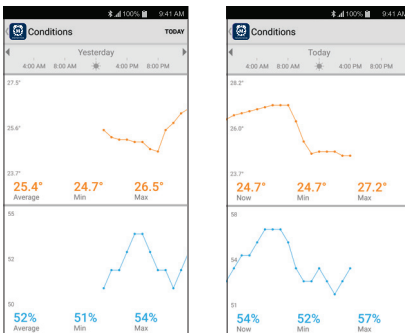 100% 9:41 AM
Conditions TODAY
Yesterday
4:00 AM 8:00 AM 4:00 PM 8:00 PM
27.5°
25.6°
23.7°
25.4° 24.7° 26.5°
Average Min Max
55
52
50
52% 51% 54%
Average Min Max
100% 9:41 AM
Conditions
Today
4:00 AM 8:00 AM 4:00 PM 8:00 PM
28.2°
26.0°
23.7°
24.7° 24.7° 27.2°
Now Min Max
58
54
51
54% 52% 57%
Now Min Max